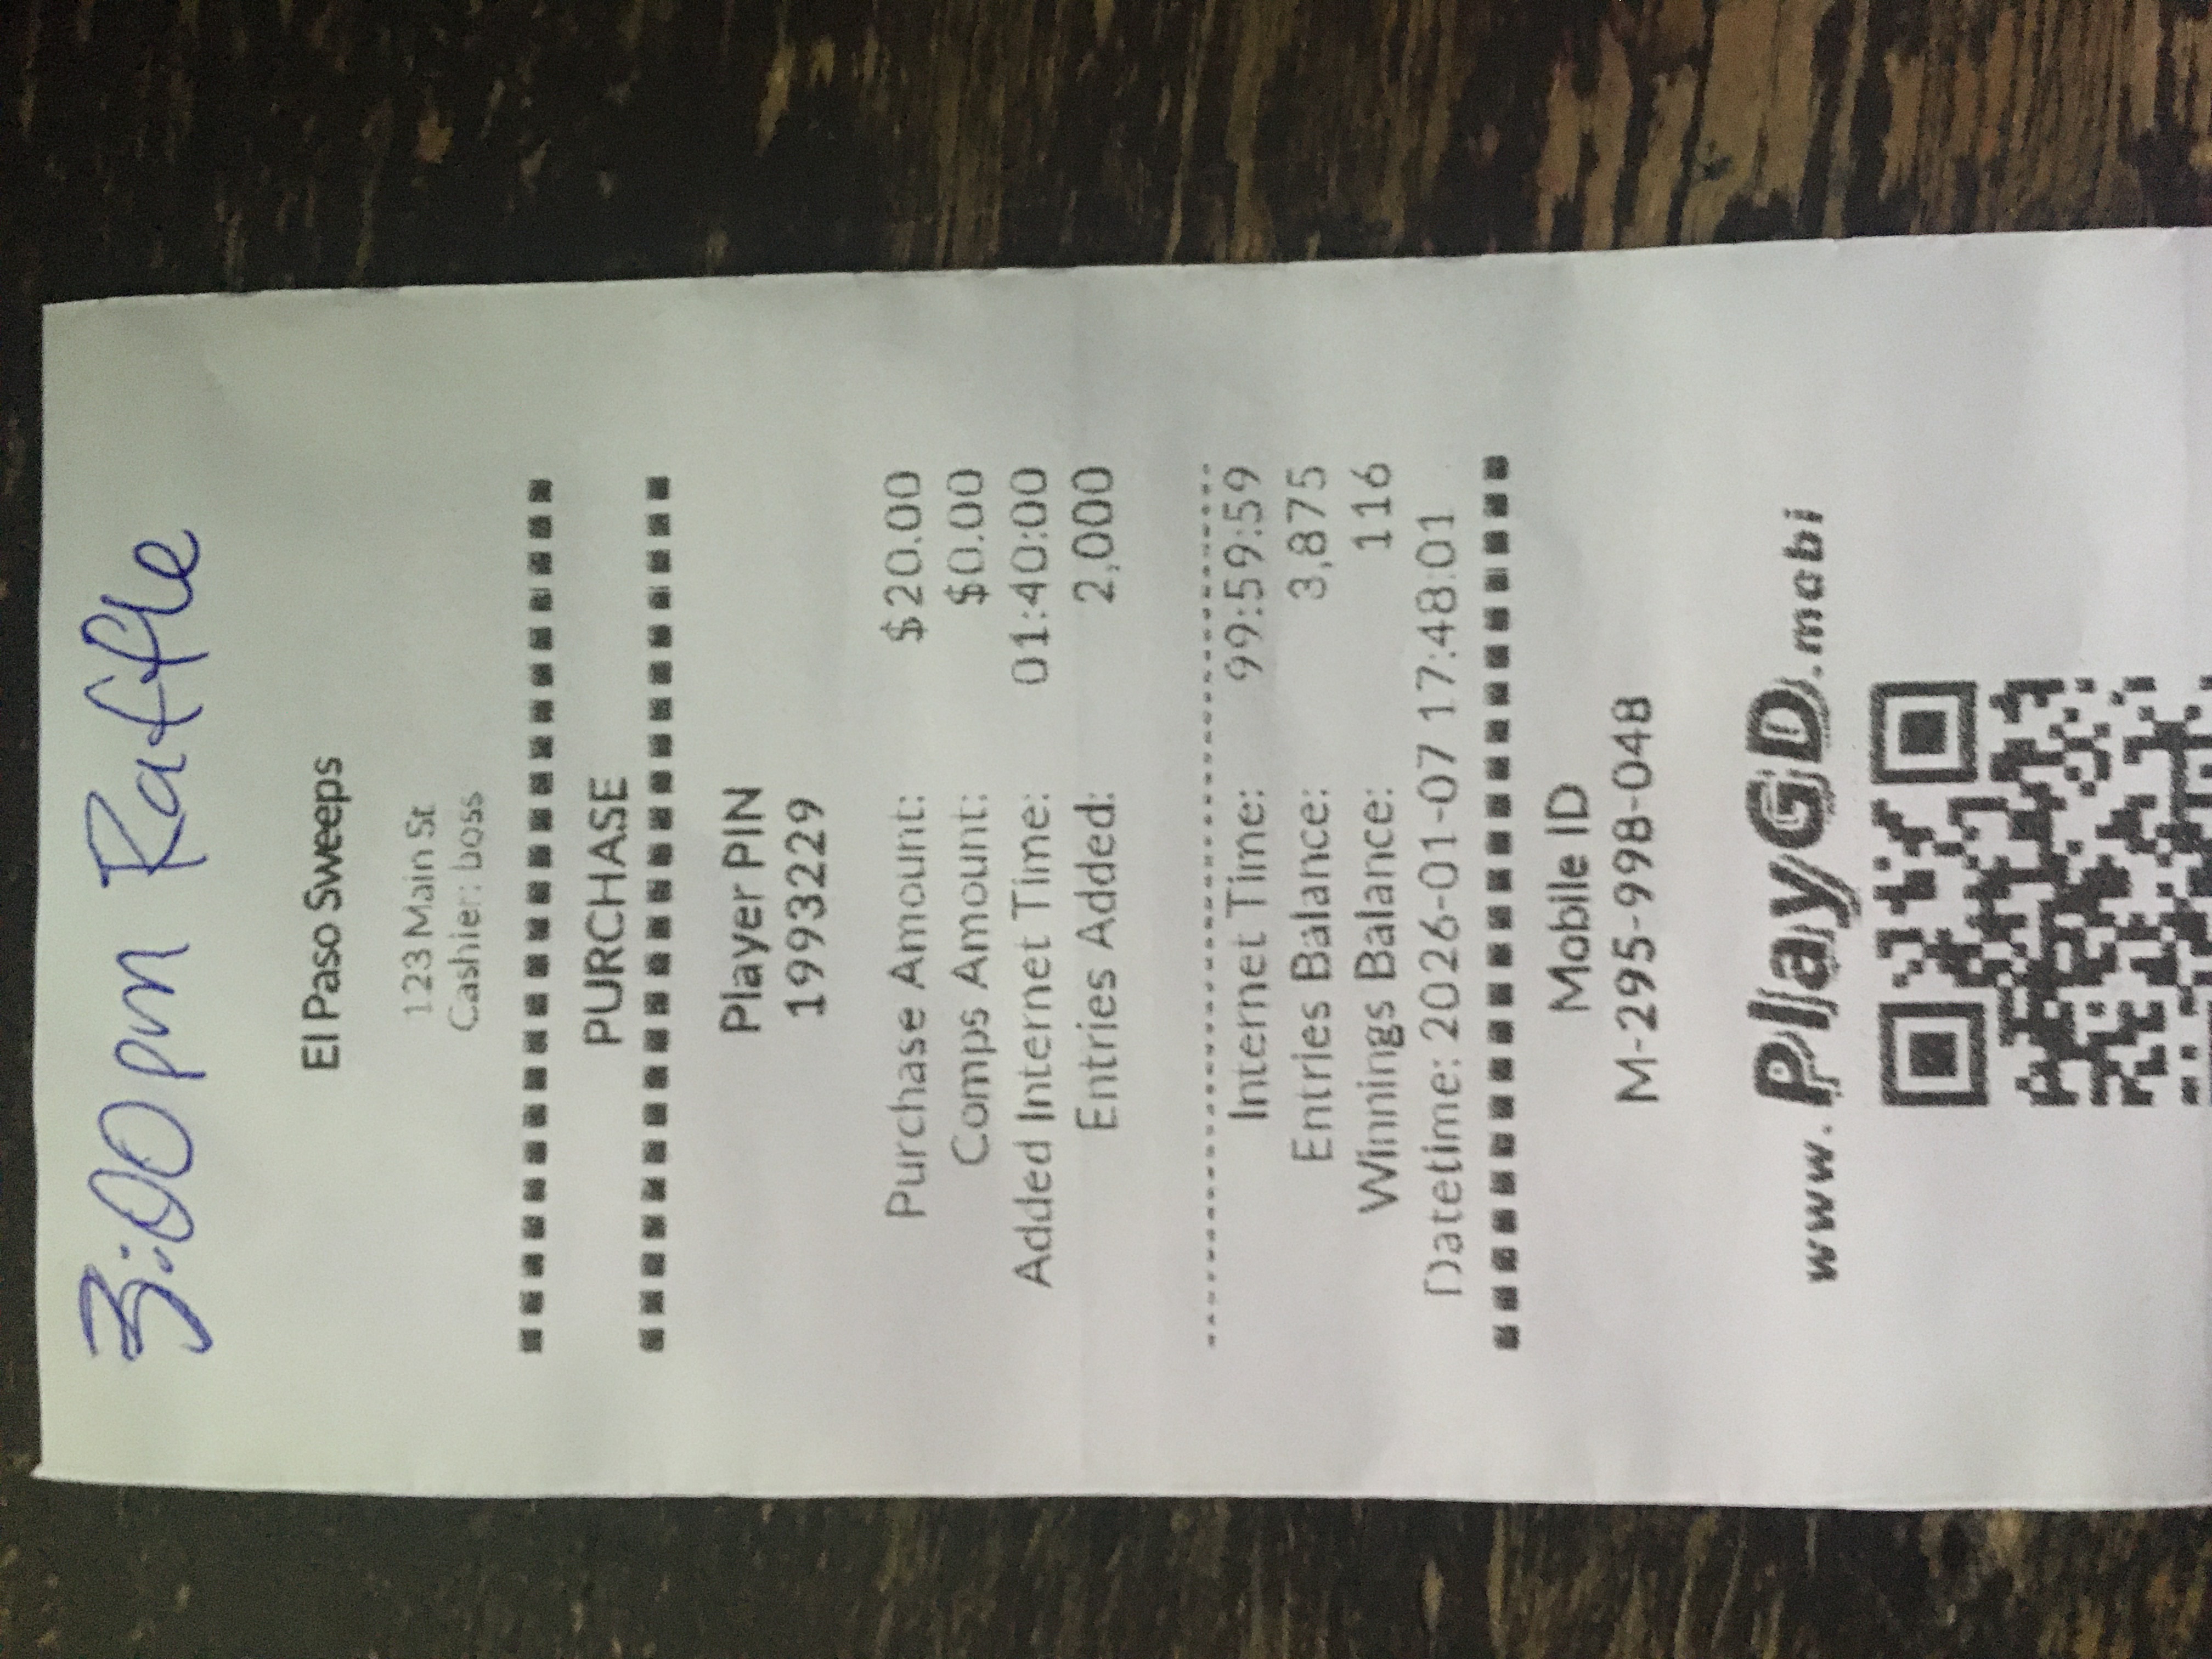 3:00 pm Raffle
El Paso Sweeps
123 Main St
Cashier: boss
PURCHASE
Player PIN
1993229
Purchase Amount: $20.00
Comps Amount: $0.00
Added Internet Time: 01:40:00
Entries Added: 2,000
Internet Time: 99:59:59
Entries Balance: 3,875
Winnings Balance: 116
Datetime: 2026-01-07 17:48:01
Mobile ID
M-295-998-048
www.PlayGD.mobi